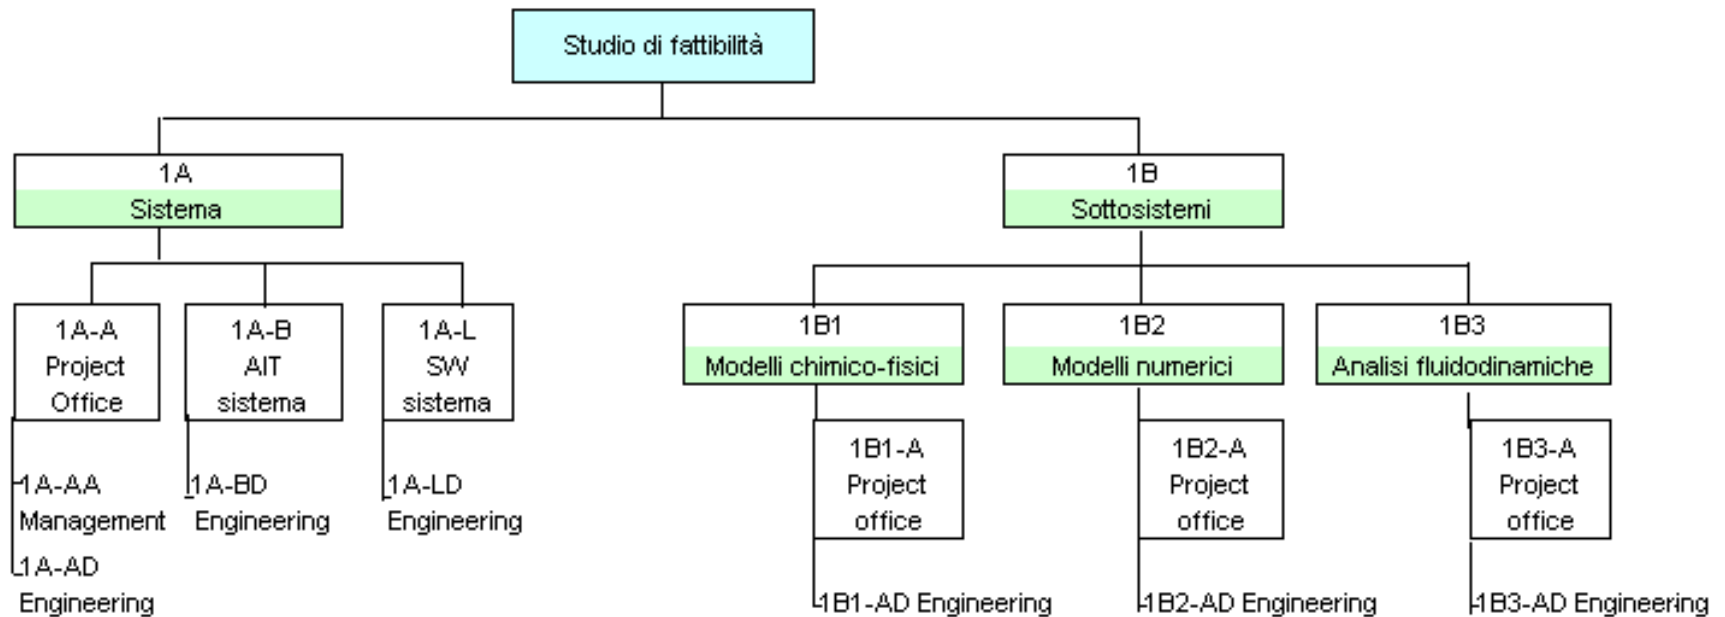 Studio di fattibilità
1A
Sistema
1B
Sottosistemi
1A-A
Project
Office
1A-B
AIT
sistema
1A-L
SW
sistema
1A-AA
Management
1A-AD
Engineering
1A-BD
Engineering
1A-LD
Engineering
1B1
Modelli chimico-fisici
1B2
Modelli numerici
1B3
Analisi fluidodinamiche
1B1-A
Project
office
1B2-A
Project
office
1B3-A
Project
office
1B1-AD Engineering
1B2-AD Engineering
1B3-AD Engineering